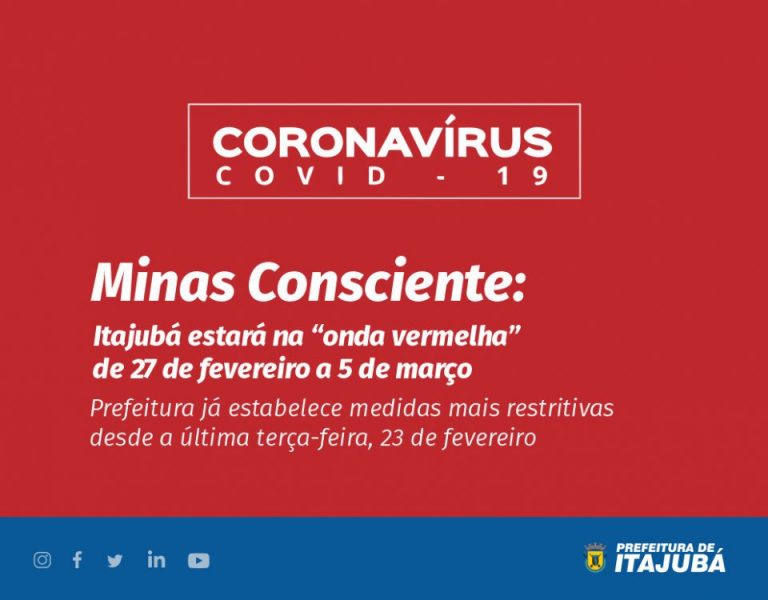 CORONAVÍRUS
COVID - 19
Minas Consciente:
Itajubá estará na “onda vermelha”
de 27 de fevereiro a 5 de março
Prefeitura já estabelece medidas mais restritivas
desde a última terça-feira, 23 de fevereiro
PREFEITURA DE
ITAJUBÁ